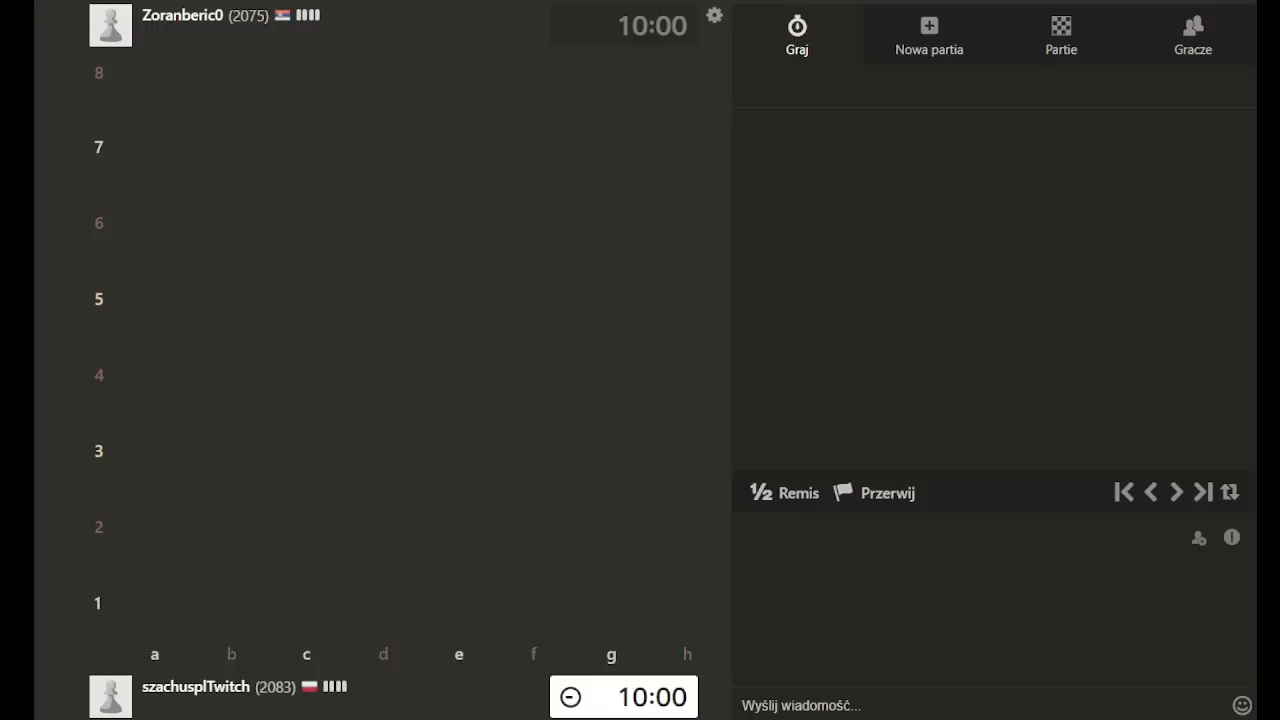 Zoranberic0 (2075)
10:00
Graj
Nowa partia
Partie
Gracze
8
7
6
5
4
3
2
1
a b c d e f g h
½ Remis
Przerwij
szachusplTwitch (2083)
10:00
Wyślij wiadomość...